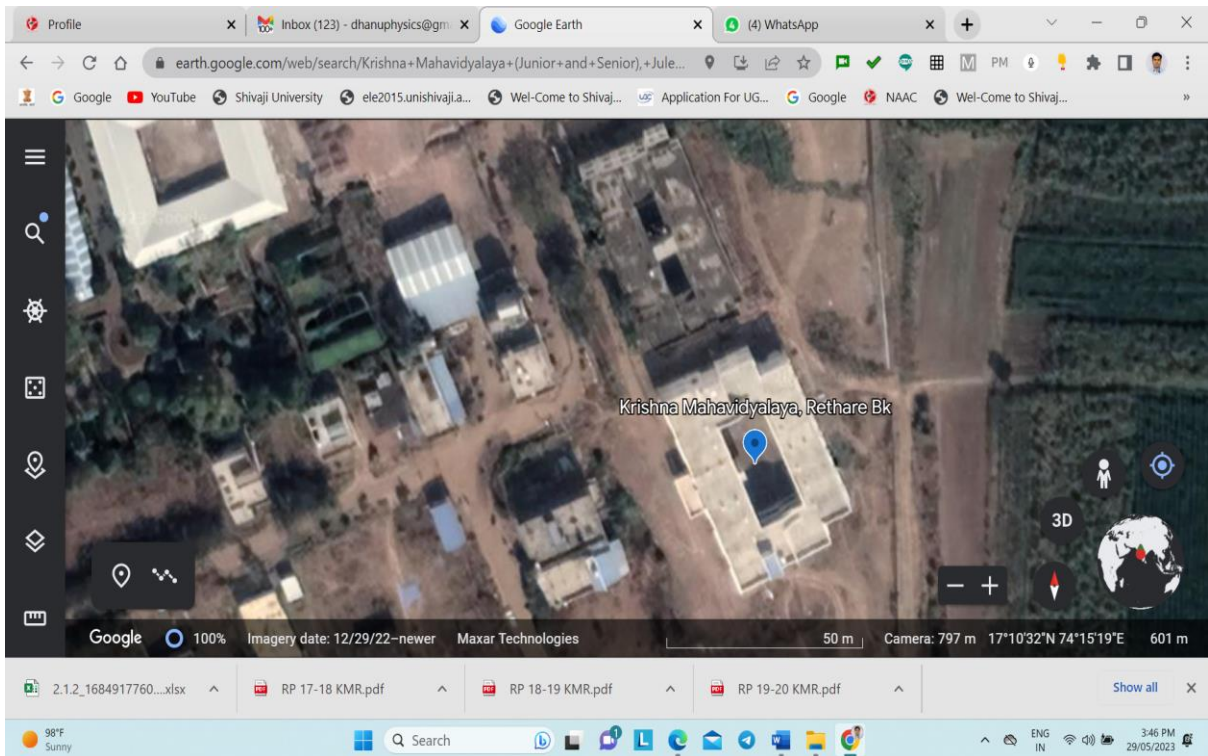 Profile
Inbox (123) - dhanuphysics@gm
Google Earth
(4) WhatsApp
earth.google.com/web/search/Krishna+Mahavidyalaya+(Junior+and+Senior),+Jule...
PM
Google
YouTube
Shivaji University
ele2015.unishivaji.a...
Wel-Come to Shivaj...
Application For UG...
Google
NAAC
Wel-Come to Shivaj...
»
Krishna Mahavidyalaya, Rethare Bk
3D
Google
100%
Imagery date: 12/29/22–newer
Maxar Technologies
50 m
Camera: 797 m
17°10'32"N 74°15'19"E
601 m
2.1.2_1684917760....xlsx
RP 17-18 KMR.pdf
RP 18-19 KMR.pdf
RP 19-20 KMR.pdf
Show all
98°F
Sunny
Search
ENG
IN
3:46 PM
29/05/2023